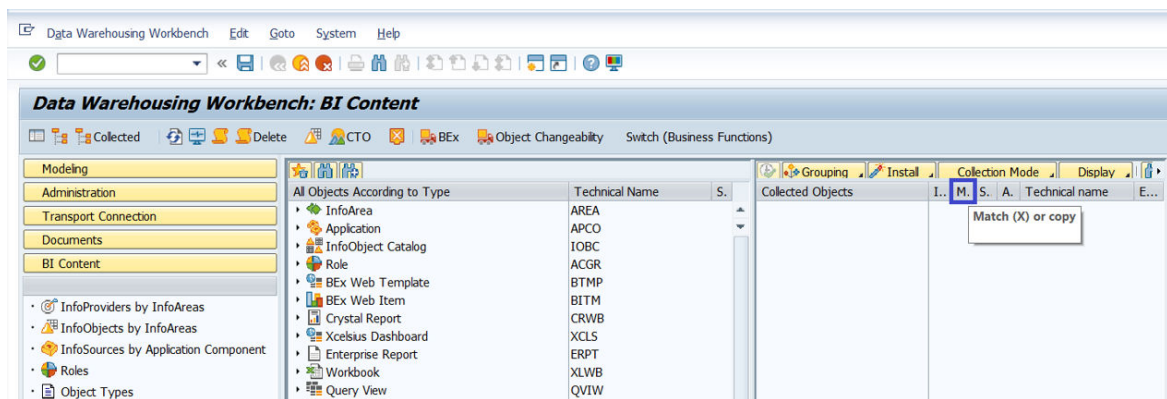 Data Warehousing Workbench Edit Goto System Help
Data Warehousing Workbench: BI Content
Collected Delete CTO BEx Object Changeability Switch (Business Functions)
Modeling
Administration
Transport Connection
Documents
BI Content
InfoProviders by InfoAreas
InfoObjects by InfoAreas
InfoSources by Application Component
Roles
Object Types
All Objects According to Type Technical Name S.
InfoArea AREA
Application APCO
InfoObject Catalog IOBC
Role ACGR
BEx Web Template BTMP
BEx Web Item BITM
Crystal Report CRWB
Xcelsius Dashboard XCLS
Enterprise Report ERPT
Workbook XLWB
Query View QVIW
Grouping Install Collection Mode Display
Collected Objects I.. M. S. A. Technical name E...
Match (X) or copy